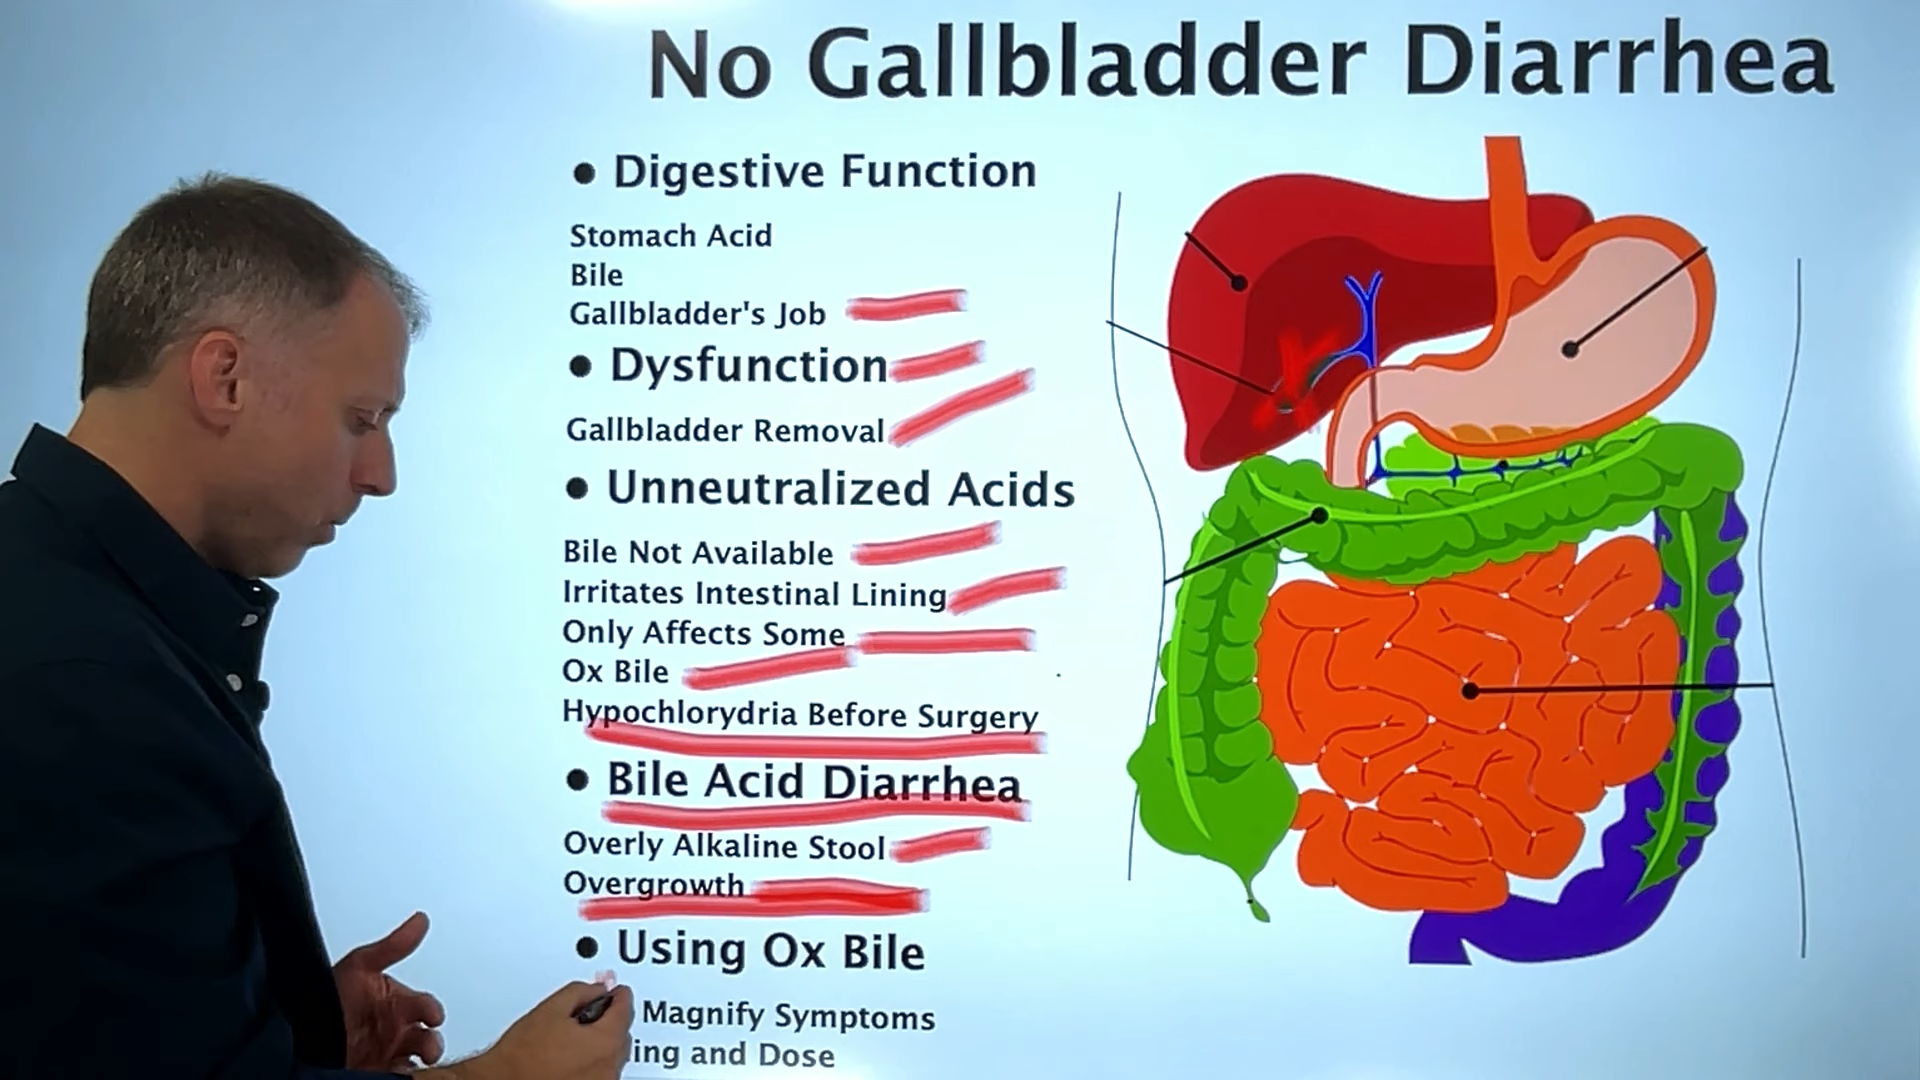 No Gallbladder Diarrhea
• Digestive Function
Stomach Acid
Bile
Gallbladder's Job
• Dysfunction
Gallbladder Removal
• Unneutralized Acids
Bile Not Available
Irritates Intestinal Lining
Only Affects Some
Ox Bile
Hypochlorydria Before Surgery
• Bile Acid Diarrhea
Overly Alkaline Stool
Overgrowth
• Using Ox Bile
Magnify Symptoms
and Dose